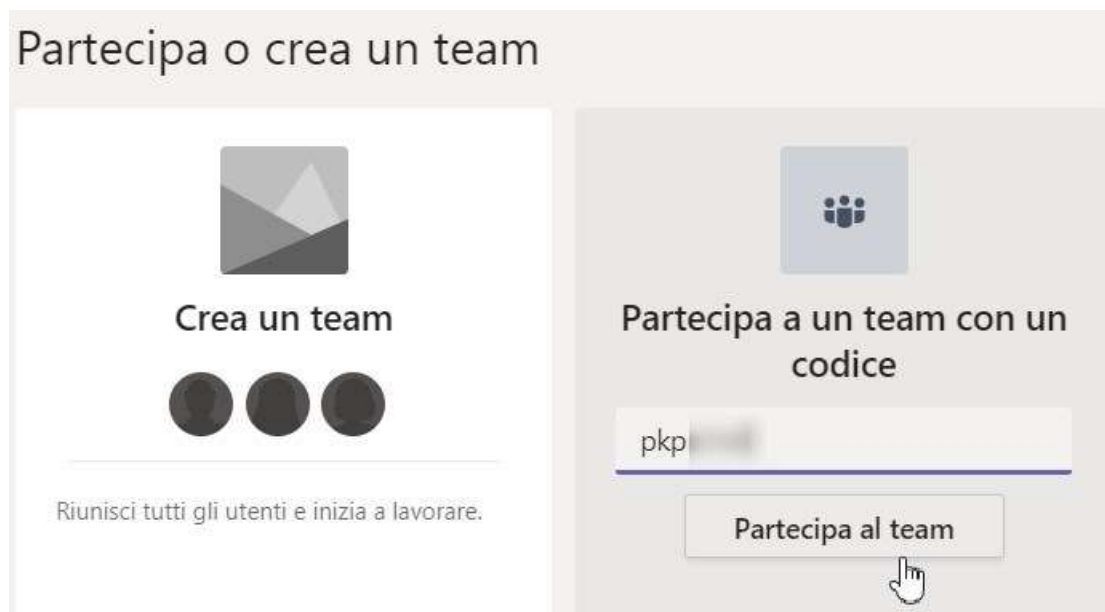 Partecipa o crea un team
Crea un team
Riunisci tutti gli utenti e inizia a lavorare.
Partecipa a un team con un
codice
pkp
Partecipa al team